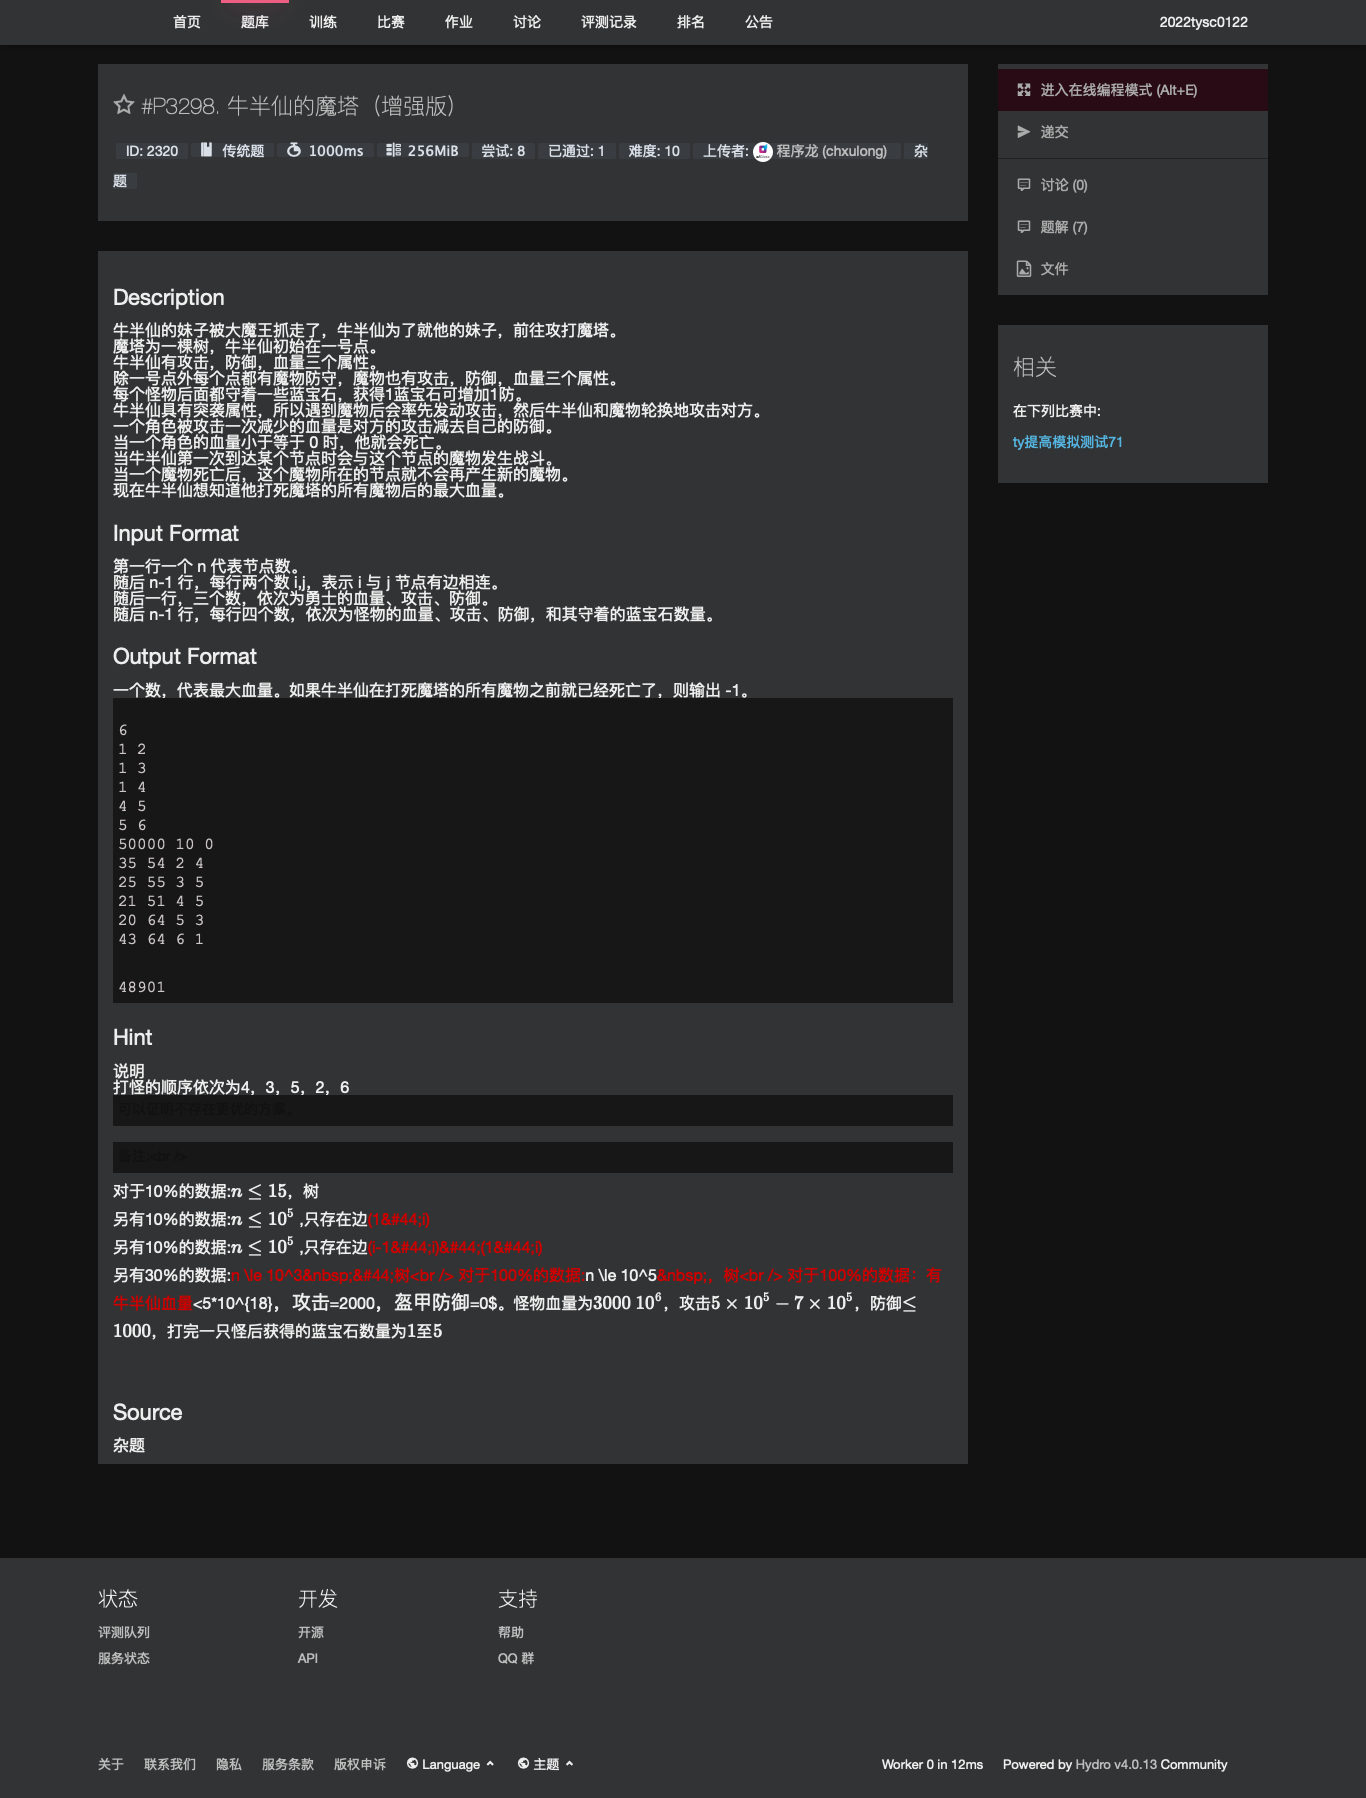 首页 题库 训练 比赛 作业 讨论 评测记录 排名 公告 2022tysc0122
#P3298. 牛半仙的魔塔（增强版）
ID: 2320 传统题 1000ms 256MiB 尝试: 8 已通过: 1 难度: 10 上传者: 程序龙 (chxulong) 杂
题
进入在线编程模式 (Alt+E)
递交
讨论 (0)
题解 (7)
文件
相关
在下列比赛中:
ty提高模拟测试71
Description
牛半仙的妹子被大魔王抓走了，牛半仙为了就他的妹子，前往攻打魔塔。
魔塔为一棵树，牛半仙初始在一号点。
牛半仙有攻击，防御，血量三个属性。
除一号点外每个点都有魔物防守，魔物也有攻击，防御，血量三个属性。
每个怪物后面都守着一些蓝宝石，获得1蓝宝石可增加1防。
牛半仙具有突袭属性，所以遇到魔物后会率先发动攻击，然后牛半仙和魔物轮换地攻击对方。
一个角色被攻击一次减少的血量是对方的攻击减去自己的防御。
当一个角色的血量小于等于 0 时，他就会死亡。
当牛半仙第一次到达某个节点时会与这个节点的魔物发生战斗。
当一个魔物死亡后，这个魔物所在的节点就不会再产生新的魔物。
现在牛半仙想知道他打死魔塔的所有魔物后的最大血量。
Input Format
第一行一个 n 代表节点数。
随后 n-1 行，每行两个数 i,j，表示 i 与 j 节点有边相连。
随后一行，三个数，依次为勇士的血量、攻击、防御。
随后 n-1 行，每行四个数，依次为怪物的血量、攻击、防御，和其守着的蓝宝石数量。
Output Format
一个数，代表最大血量。如果牛半仙在打死魔塔的所有魔物之前就已经死亡了，则输出 -1。
6
1 2
1 3
1 4
4 5
5 6
50000 10 0
35 54 2 4
25 55 3 5
21 51 4 5
20 64 5 3
43 64 6 1
48901
Hint
说明
打怪的顺序依次为4，3，5，2，6
可以证明不存在更优的方案。
备注:<br />
对于10%的数据:n ≤ 15，树
另有10%的数据:n ≤ 10^5 ,只存在边(1&#44;i)
另有10%的数据:n ≤ 10^5 ,只存在边(i-1&#44;i)&#44;(1&#44;i)
另有30%的数据:n \le 10^3&nbsp;&#44;树<br /> 对于100%的数据:n \le 10^5&nbsp;，树<br /> 对于100%的数据：有
牛半仙血量<5*10^{18}，攻击=2000，盔甲防御=0$。怪物血量为3000 10^6，攻击5 × 10^5 − 7 × 10^5，防御≤
1000，打完一只怪后获得的蓝宝石数量为1至5
Source
杂题
状态 开发 支持
评测队列 开源 帮助
服务状态 API QQ 群
关于 联系我们 隐私 服务条款 版权申诉 Language 主题 Worker 0 in 12ms Powered by Hydro v4.0.13 Community